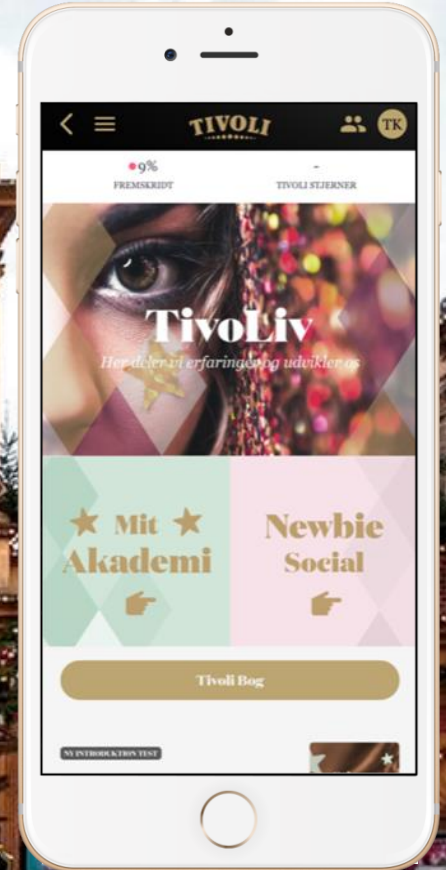 TIVOLI
TK
9%
-
FREMSKRIDT
TIVOLI STJERNER
TivoLiv
Her deler vi erfaringer og udvikler os
Mit
Akademi
Newbie
Social
Tivoli Bog
NY INTRODUKTION TEST